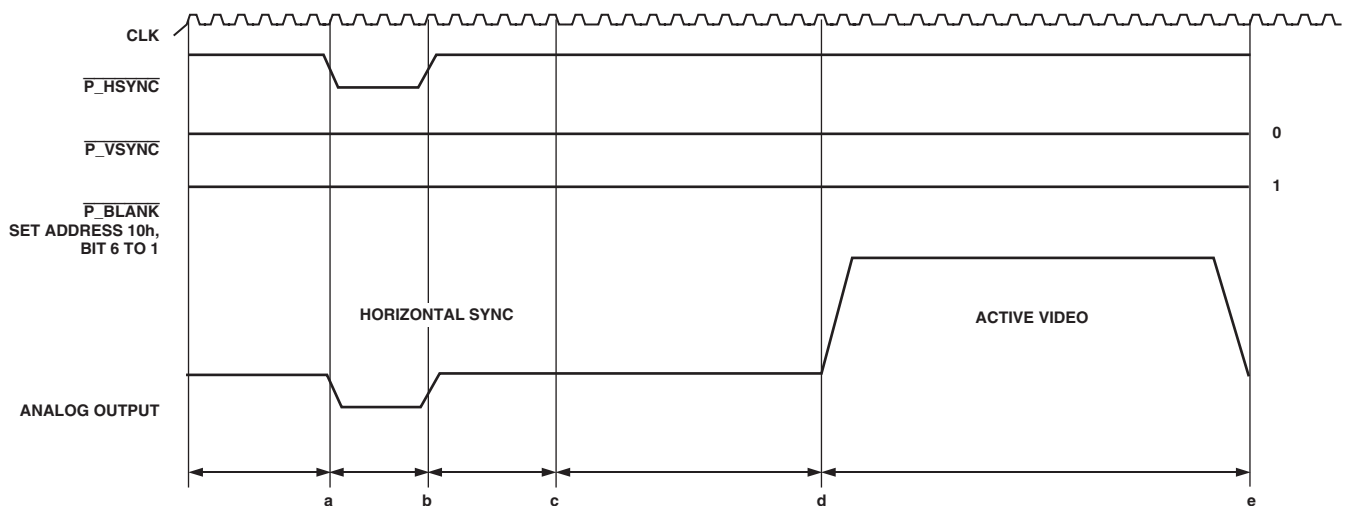 CLK
P_HSYNC
P_VSYNC
0
P_BLANK
1
SET ADDRESS 10h,
BIT 6 TO 1
HORIZONTAL SYNC
ACTIVE VIDEO
ANALOG OUTPUT
a b c d e